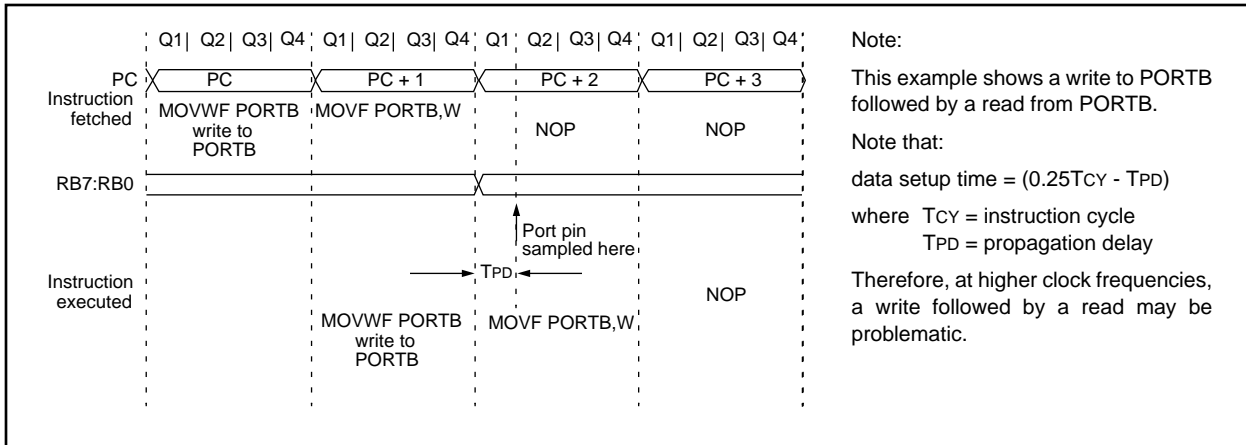 Q1| Q2| Q3| Q4 Q1| Q2| Q3| Q4 Q1| Q2| Q3| Q4 Q1| Q2| Q3| Q4
PC PC PC + 1 PC + 2 PC + 3
Instruction
fetched
MOVWF PORTB
write to
PORTB
MOVF PORTB,W
NOP
NOP
RB7:RB0
Port pin
sampled here
TPD
Instruction
executed
MOVWF PORTB
write to
PORTB
MOVF PORTB,W
NOP
Note:
This example shows a write to PORTB
followed by a read from PORTB.
Note that:
data setup time = (0.25TCY - TPD)
where TCY = instruction cycle
TPD = propagation delay
Therefore, at higher clock frequencies,
a write followed by a read may be
problematic.